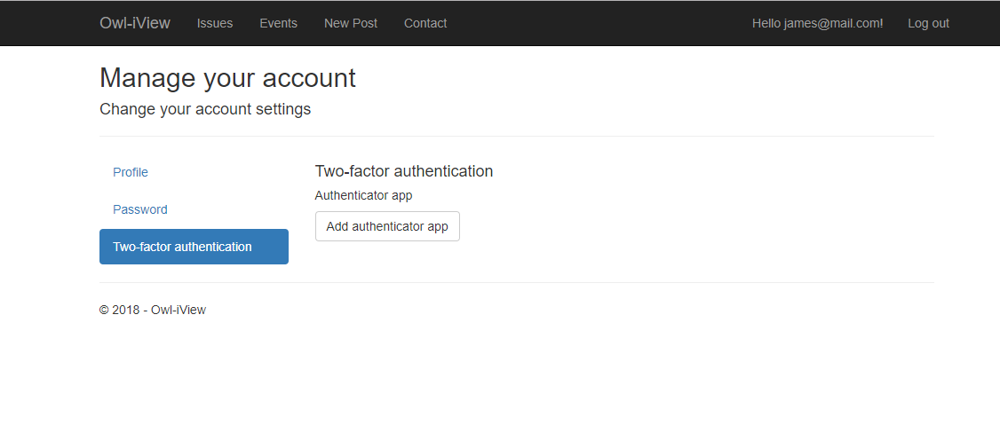 Owl-iView Issues Events New Post Contact Hello james@mail.com! Log out
Manage your account
Change your account settings
Profile
Password
Two-factor authentication
Two-factor authentication
Authenticator app
Add authenticator app
© 2018 - Owl-iView